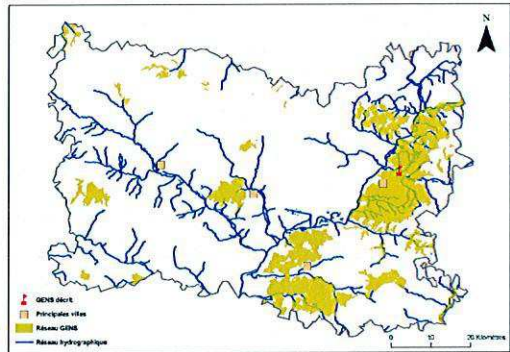 N
GENS décrit
Principales villes
Réseau GENS
Réseau hydrographique
0 10 20 Kilomètres